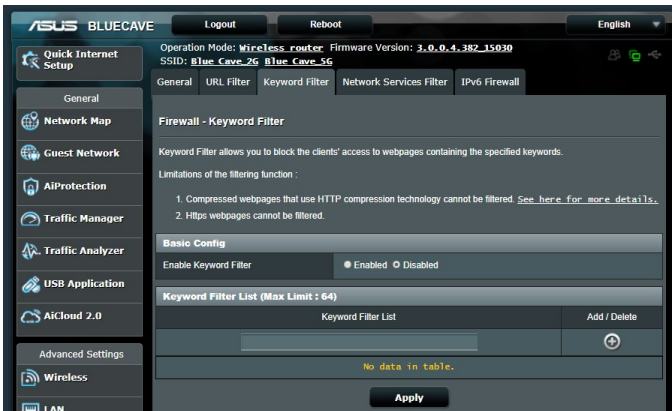 ASUS BLUECAVE
Logout
Reboot
English
Quick Internet
Setup
Operation Mode: Wireless router Firmware Version: 3.0.0.4.382_15030
SSID: Blue Cave_2G Blue Cave_5G
General
URL Filter
Keyword Filter
Network Services Filter
IPv6 Firewall
General
Network Map
Guest Network
AiProtection
Traffic Manager
Traffic Analyzer
USB Application
AiCloud 2.0
Advanced Settings
Wireless
LAN
Firewall - Keyword Filter
Keyword Filter allows you to block the clients' access to webpages containing the specified keywords.
Limitations of the filtering function :
1. Compressed webpages that use HTTP compression technology cannot be filtered. See here for more details.
2. Https webpages cannot be filtered.
Basic Config
Enable Keyword Filter
Enabled Disabled
Keyword Filter List (Max Limit : 64)
Keyword Filter List
Add / Delete
No data in table.
Apply